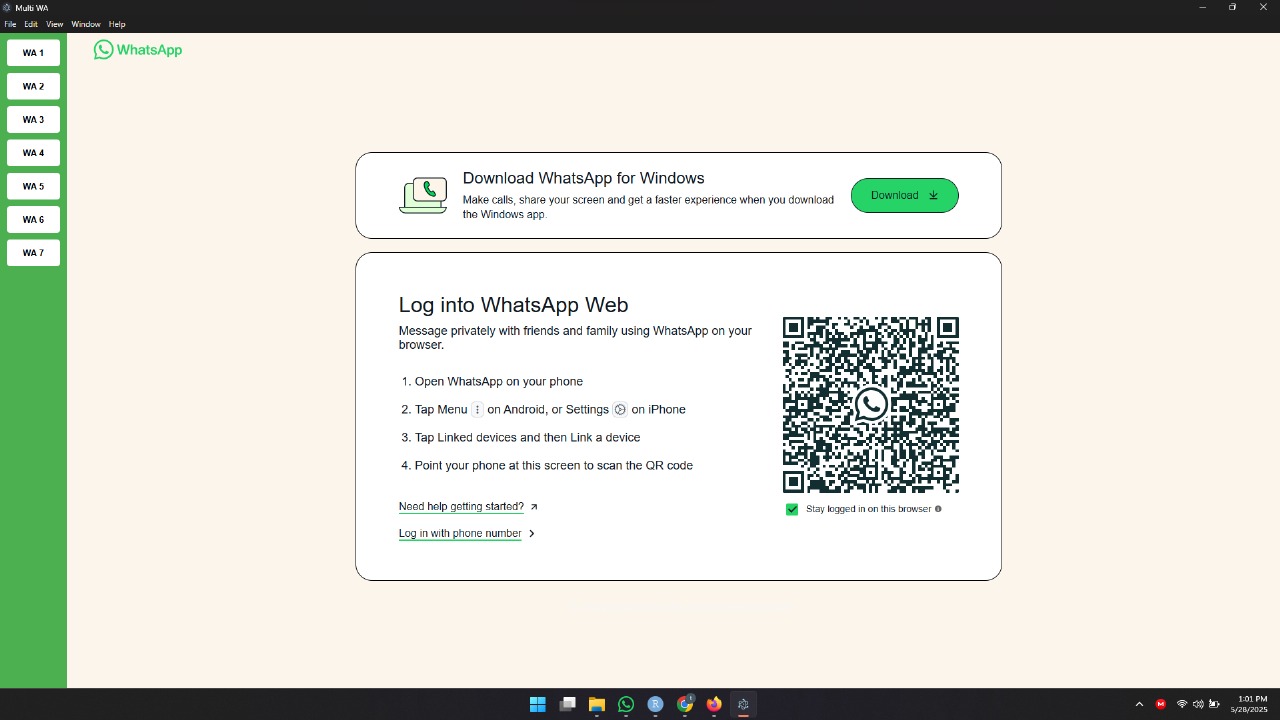 Multi WA
File Edit View Window Help
WA 1
WA 2
WA 3
WA 4
WA 5
WA 6
WA 7
WhatsApp
Download WhatsApp for Windows
Make calls, share your screen and get a faster experience when you download
the Windows app.
Download
Log into WhatsApp Web
Message privately with friends and family using WhatsApp on your
browser.
1. Open WhatsApp on your phone
2. Tap Menu on Android, or Settings on iPhone
3. Tap Linked devices and then Link a device
4. Point your phone at this screen to scan the QR code
Need help getting started?
Log in with phone number
Stay logged in on this browser
1:01 PM
5/28/2025